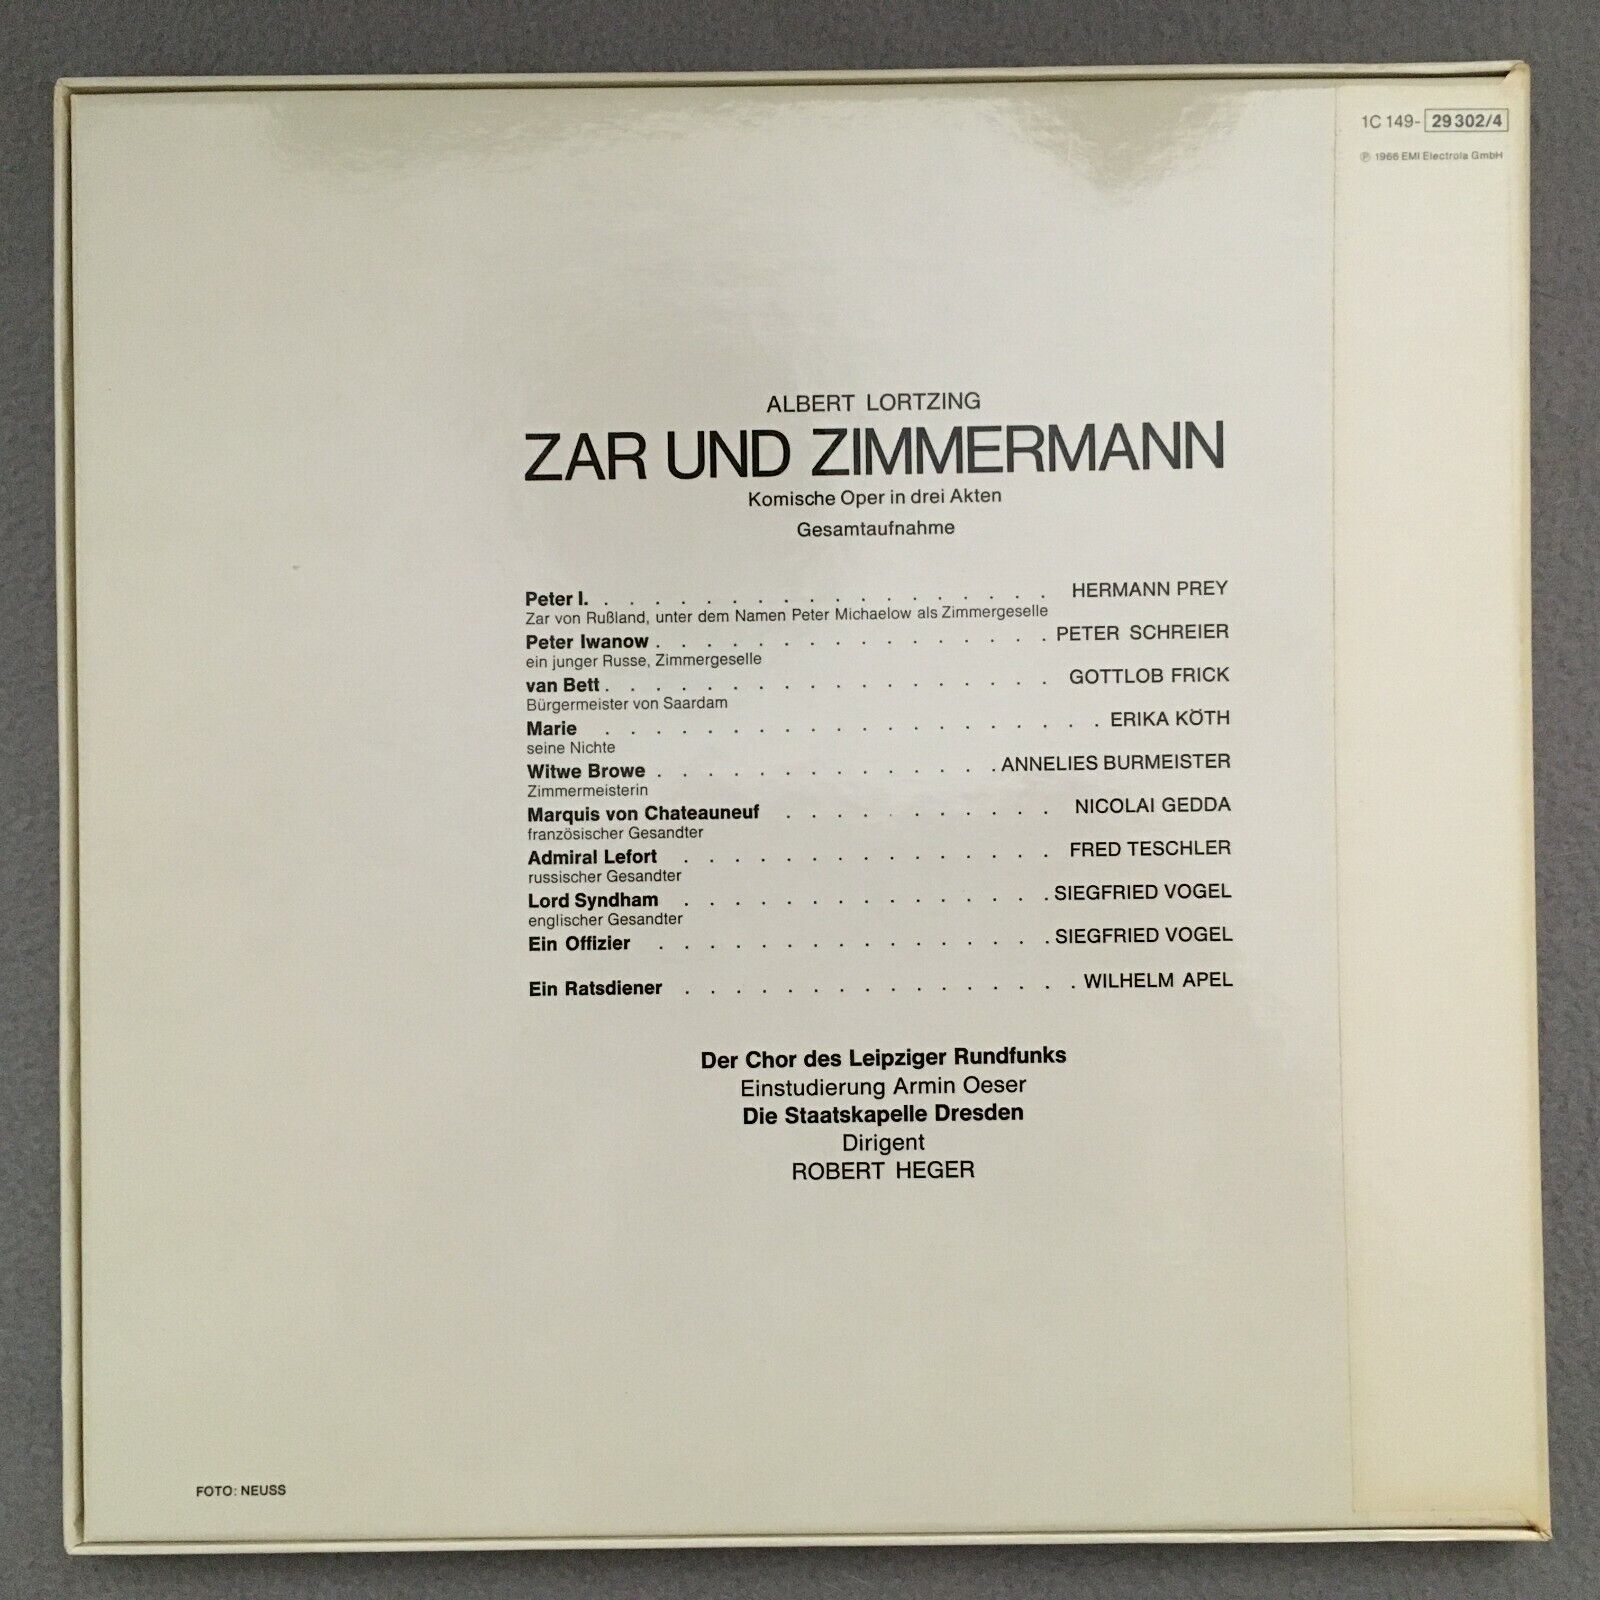 1C 149- 29 302/4
℗ 1966 EMI Electrola GmbH
ALBERT LORTZING
ZAR UND ZIMMERMANN
Komische Oper in drei Akten
Gesamtaufnahme
Peter I. . . . . . . . . . . . . . . . . . . HERMANN PREY
Zar von Rußland, unter dem Namen Peter Michaelow als Zimmergeselle
Peter Iwanow . . . . . . . . . . . . . . . . PETER SCHREIER
ein junger Russe, Zimmergeselle
van Bett . . . . . . . . . . . . . . . . . . GOTTLOB FRICK
Bürgermeister von Saardam
Marie . . . . . . . . . . . . . . . . . . . . ERIKA KÖTH
seine Nichte
Witwe Browe . . . . . . . . . . . . . . ANNELIES BURMEISTER
Zimmermeisterin
Marquis von Chateauneuf . . . . . . . . . . . NICOLAI GEDDA
französischer Gesandter
Admiral Lefort . . . . . . . . . . . . . . . FRED TESCHLER
russischer Gesandter
Lord Syndham . . . . . . . . . . . . . . . SIEGFRIED VOGEL
englischer Gesandter
Ein Offizier . . . . . . . . . . . . . . . . SIEGFRIED VOGEL
Ein Ratsdiener . . . . . . . . . . . . . . . . WILHELM APEL
Der Chor des Leipziger Rundfunks
Einstudierung Armin Oeser
Die Staatskapelle Dresden
Dirigent
ROBERT HEGER
FOTO: NEUSS